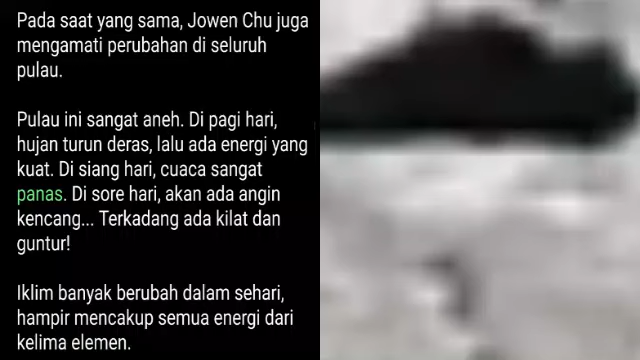 Pada saat yang sama, Jowen Chu juga
mengamati perubahan di seluruh
pulau.
Pulau ini sangat aneh. Di pagi hari,
hujan turun deras, lalu ada energi yang
kuat. Di siang hari, cuaca sangat
panas. Di sore hari, akan ada angin
kencang... Terkadang ada kilat dan
guntur!
Iklim banyak berubah dalam sehari,
hampir mencakup semua energi dari
kelima elemen.